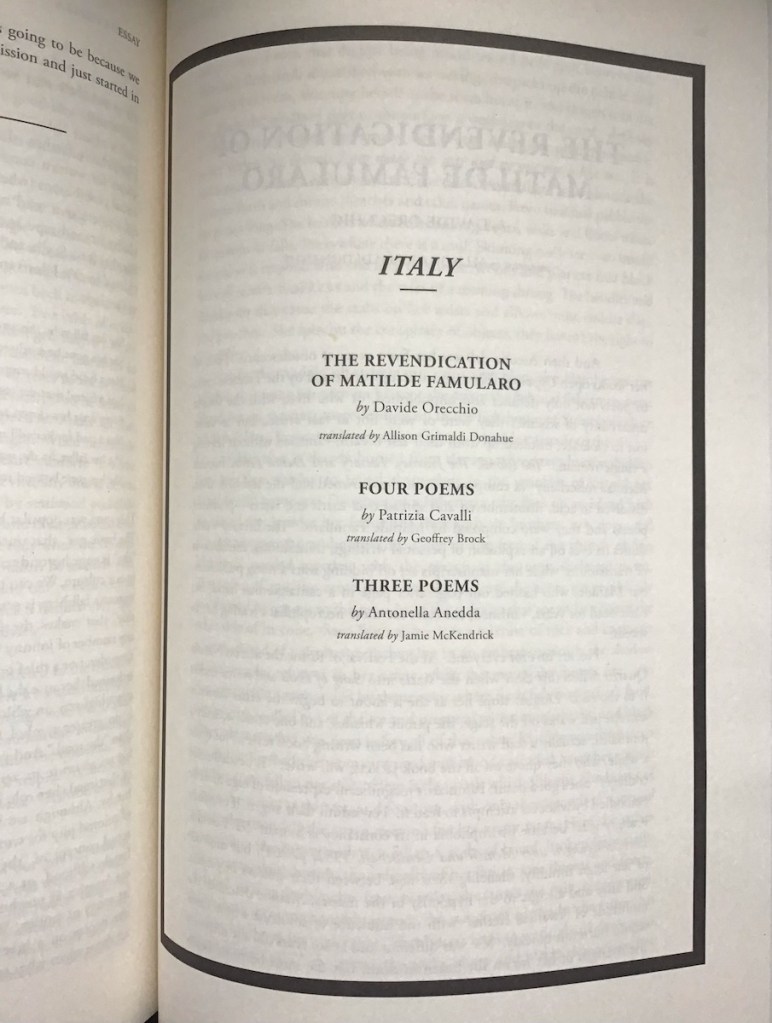 ESSAY
s going to be because we
ission and just started in
ITALY
THE REVENDICATION
OF MATILDE FAMULARO
by Davide Orecchio
translated by Allison Grimaldi Donahue
FOUR POEMS
by Patrizia Cavalli
translated by Geoffrey Brock
THREE POEMS
by Antonella Anedda
translated by Jamie McKendrick